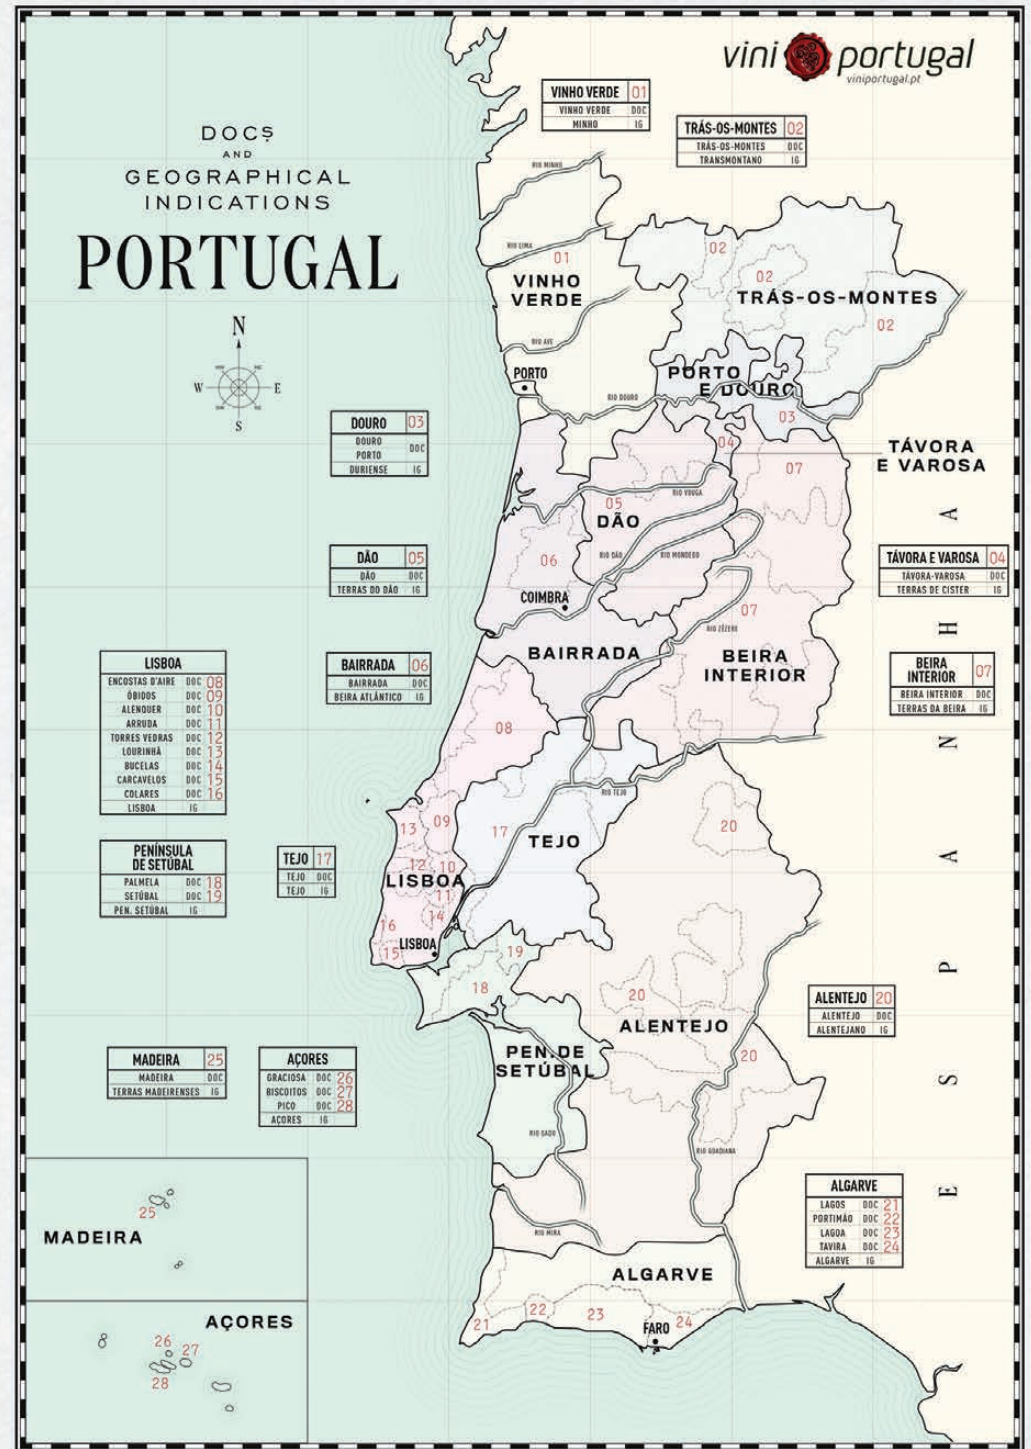 vini portugal
viniportugal.pt
DOCs
AND
GEOGRAPHICAL
INDICATIONS
PORTUGAL
N
W E
S
VINHO VERDE 01
VINHO VERDE DOC
MINHO IG
TRÁS-OS-MONTES 02
TRÁS-OS-MONTES DOC
TRANSMONTANO IG
RIO MINHO
RIO LIMA
01
VINHO
VERDE
02
02
TRÁS-OS-MONTES
02
RIO AVE
PORTO
PORTO
E DOURO
RIO DOURO
03
DOURO 03
DOURO
PORTO
DOC
DURIENSE IG
04
TÁVORA
E VAROSA
07
RIO VOUGA
05
DÃO
RIO DÃO
RIO MONDEGO
06
COIMBRA
DÃO 05
DÃO DOC
TERRAS DO DÃO IG
TÁVORA E VAROSA 04
TÁVORA-VAROSA DOC
TERRAS DE CISTER IG
07
RIO ZÊZERE
BAIRRADA
BEIRA
INTERIOR
BAIRRADA 06
BAIRRADA DOC
BEIRA ATLÂNTICO IG
BEIRA
INTERIOR 07
BEIRA INTERIOR DOC
TERRAS DA BEIRA IG
LISBOA
ENCOSTAS D'AIRE DOC 08
ÓBIDOS DOC 09
ALENQUER DOC 10
ARRUDA DOC 11
TORRES VEDRAS DOC 12
LOURINHÃ DOC 13
BUCELAS DOC 14
CARCAVELOS DOC 15
COLARES DOC 16
LISBOA IG
08
RIO TEJO
09
13
17
TEJO
20
12
10
LISBOA
11
14
16
LISBOA
15
PENÍNSULA
DE SETÚBAL
PALMELA DOC 18
SETÚBAL DOC 19
PEN. SETÚBAL IG
TEJO 17
TEJO DOC
TEJO IG
19
18
20
ALENTEJO
20
PEN. DE
SETÚBAL
ALENTEJO 20
ALENTEJO DOC
ALENTEJANO IG
MADEIRA 25
MADEIRA DOC
TERRAS MADEIRENSES IG
AÇORES
GRACIOSA DOC 26
BISCOITOS DOC 27
PICO DOC 28
AÇORES IG
RIO SADO
RIO GUADIANA
RIO MIRA
ALGARVE
LAGOS DOC 21
PORTIMÃO DOC 22
LAGOA DOC 23
TAVIRA DOC 24
ALGARVE IG
ESPANHA
25
MADEIRA
AÇORES
26
27
28
ALGARVE
21
22
23
24
FARO